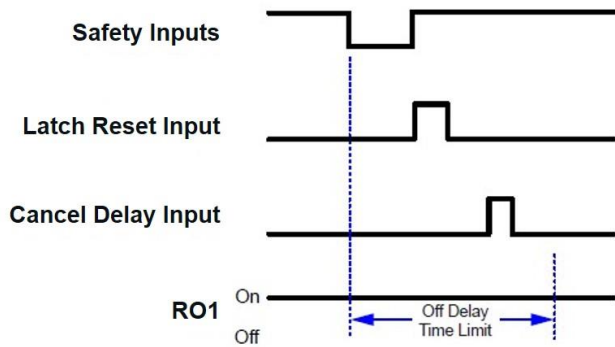 Safety Inputs
Latch Reset Input
Cancel Delay Input
RO1
On
Off
Off Delay
Time Limit